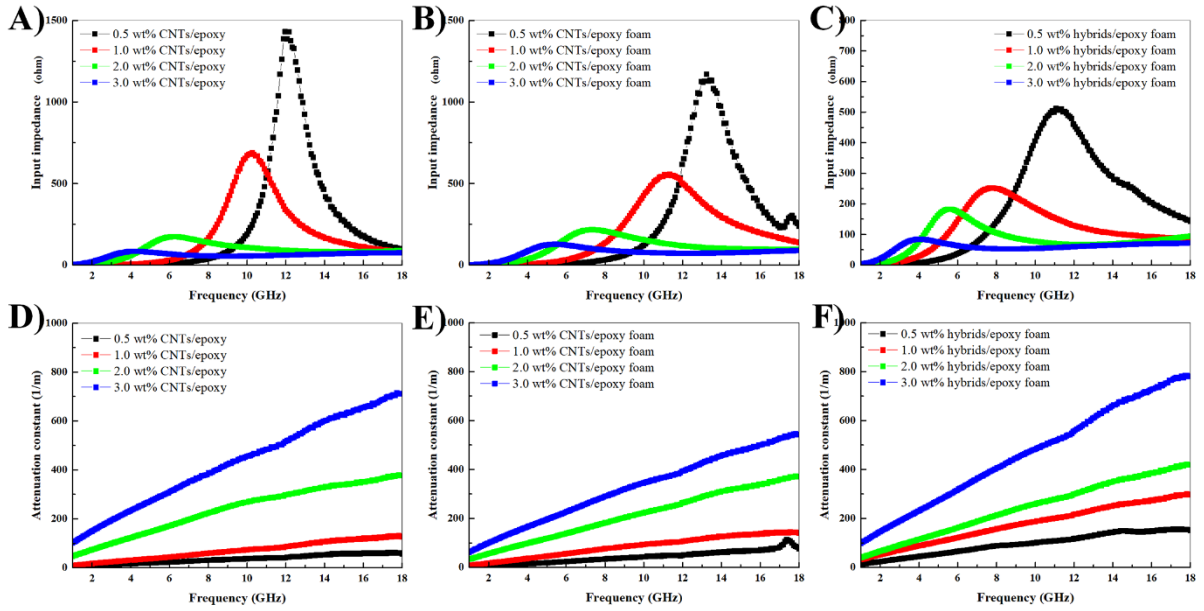 A)
1500
1000
500
0
Input impedance (ohm)
0.5 wt% CNTs/epoxy
1.0 wt% CNTs/epoxy
2.0 wt% CNTs/epoxy
3.0 wt% CNTs/epoxy
2 4 6 8 10 12 14 16 18
Frequency (GHz)
B)
1500
1000
500
0
Input impedance (ohm)
0.5 wt% CNTs/epoxy foam
1.0 wt% CNTs/epoxy foam
2.0 wt% CNTs/epoxy foam
3.0 wt% CNTs/epoxy foam
2 4 6 8 10 12 14 16 18
Frequency (GHz)
C)
800
700
600
500
400
300
200
100
0
Input impedance (ohm)
0.5 wt% hybrids/epoxy foam
1.0 wt% hybrids/epoxy foam
2.0 wt% hybrids/epoxy foam
3.0 wt% hybrids/epoxy foam
2 4 6 8 10 12 14 16 18
Frequency (GHz)
D)
1000
800
600
400
200
0
Attenuation constant (1/m)
0.5 wt% CNTs/epoxy
1.0 wt% CNTs/epoxy
2.0 wt% CNTs/epoxy
3.0 wt% CNTs/epoxy
2 4 6 8 10 12 14 16 18
Frequency (GHz)
E)
1000
800
600
400
200
0
Attenuation constant (1/m)
0.5 wt% CNTs/epoxy foam
1.0 wt% CNTs/epoxy foam
2.0 wt% CNTs/epoxy foam
3.0 wt% CNTs/epoxy foam
2 4 6 8 10 12 14 16 18
Frequency (GHz)
F)
1000
800
600
400
200
0
Attenuation constant (1/m)
0.5 wt% hybrids/epoxy foam
1.0 wt% hybrids/epoxy foam
2.0 wt% hybrids/epoxy foam
3.0 wt% hybrids/epoxy foam
2 4 6 8 10 12 14 16 18
Frequency (GHz)